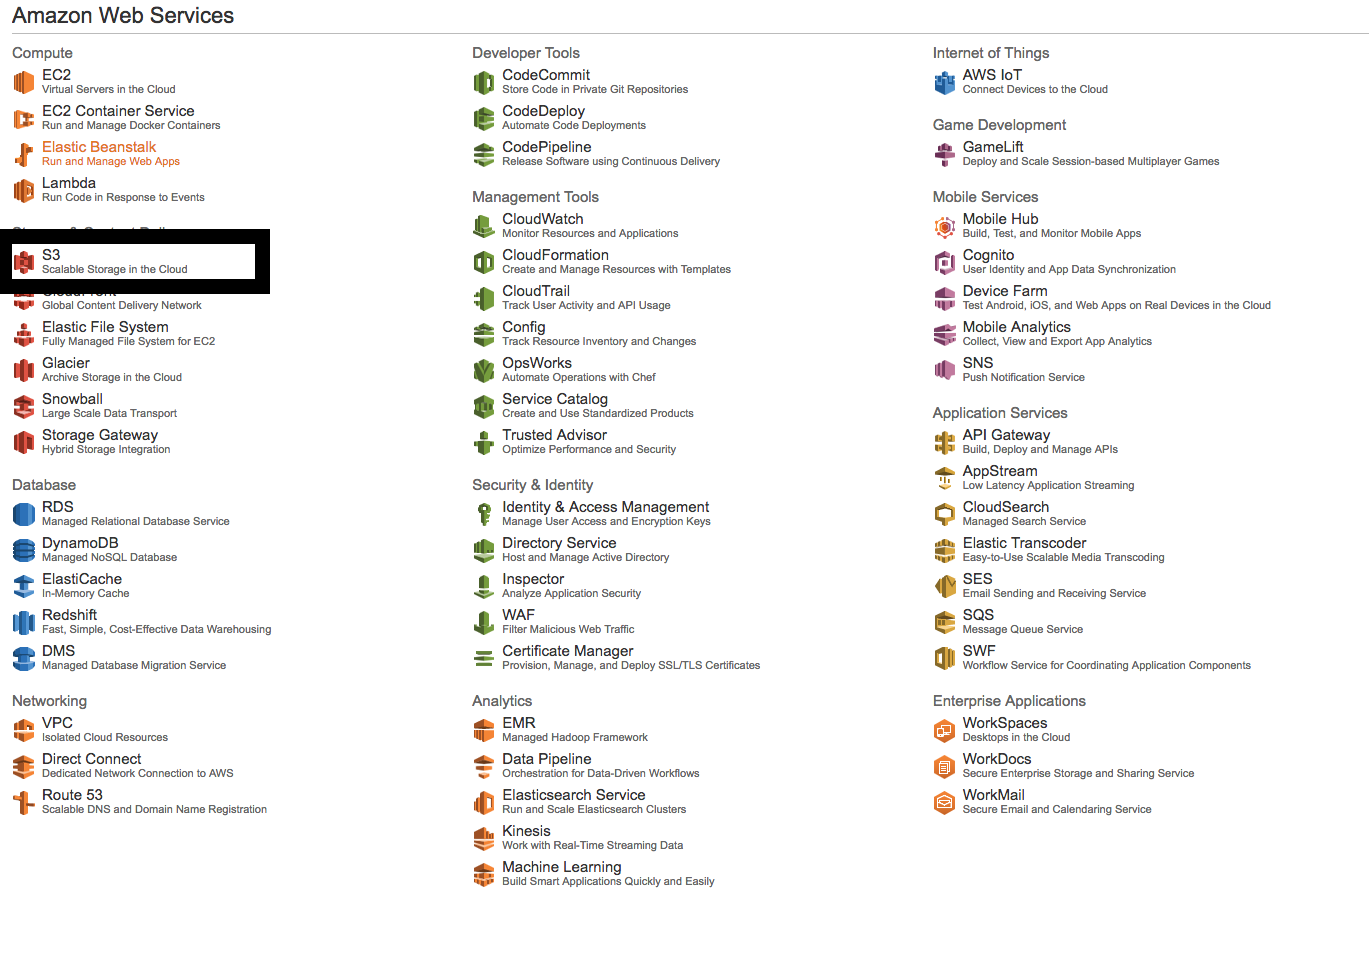 Amazon Web Services
Compute
EC2
Virtual Servers in the Cloud
EC2 Container Service
Run and Manage Docker Containers
Elastic Beanstalk
Run and Manage Web Apps
Lambda
Run Code in Response to Events
S3
Scalable Storage in the Cloud
Global Content Delivery Network
Elastic File System
Fully Managed File System for EC2
Glacier
Archive Storage in the Cloud
Snowball
Large Scale Data Transport
Storage Gateway
Hybrid Storage Integration
Database
RDS
Managed Relational Database Service
DynamoDB
Managed NoSQL Database
ElastiCache
In-Memory Cache
Redshift
Fast, Simple, Cost-Effective Data Warehousing
DMS
Managed Database Migration Service
Networking
VPC
Isolated Cloud Resources
Direct Connect
Dedicated Network Connection to AWS
Route 53
Scalable DNS and Domain Name Registration
Developer Tools
CodeCommit
Store Code in Private Git Repositories
CodeDeploy
Automate Code Deployments
CodePipeline
Release Software using Continuous Delivery
Management Tools
CloudWatch
Monitor Resources and Applications
CloudFormation
Create and Manage Resources with Templates
CloudTrail
Track User Activity and API Usage
Config
Track Resource Inventory and Changes
OpsWorks
Automate Operations with Chef
Service Catalog
Create and Use Standardized Products
Trusted Advisor
Optimize Performance and Security
Security & Identity
Identity & Access Management
Manage User Access and Encryption Keys
Directory Service
Host and Manage Active Directory
Inspector
Analyze Application Security
WAF
Filter Malicious Web Traffic
Certificate Manager
Provision, Manage, and Deploy SSL/TLS Certificates
Analytics
EMR
Managed Hadoop Framework
Data Pipeline
Orchestration for Data-Driven Workflows
Elasticsearch Service
Run and Scale Elasticsearch Clusters
Kinesis
Work with Real-Time Streaming Data
Machine Learning
Build Smart Applications Quickly and Easily
Internet of Things
AWS IoT
Connect Devices to the Cloud
Game Development
GameLift
Deploy and Scale Session-based Multiplayer Games
Mobile Services
Mobile Hub
Build, Test, and Monitor Mobile Apps
Cognito
User Identity and App Data Synchronization
Device Farm
Test Android, iOS, and Web Apps on Real Devices in the Cloud
Mobile Analytics
Collect, View and Export App Analytics
SNS
Push Notification Service
Application Services
API Gateway
Build, Deploy and Manage APIs
AppStream
Low Latency Application Streaming
CloudSearch
Managed Search Service
Elastic Transcoder
Easy-to-Use Scalable Media Transcoding
SES
Email Sending and Receiving Service
SQS
Message Queue Service
SWF
Workflow Service for Coordinating Application Components
Enterprise Applications
WorkSpaces
Desktops in the Cloud
WorkDocs
Secure Enterprise Storage and Sharing Service
WorkMail
Secure Email and Calendaring Service